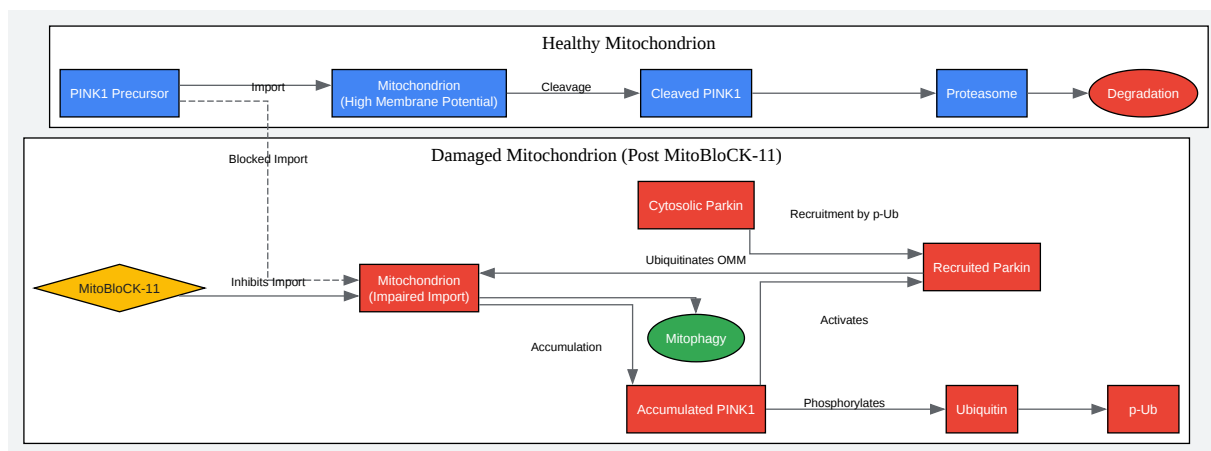 Healthy Mitochondrion
PINK1 Precursor
Import
Mitochondrion
(High Membrane Potential)
Cleavage
Cleaved PINK1
Proteasome
Degradation
Blocked Import
Damaged Mitochondrion (Post MitoBloCK-11)
Cytosolic Parkin
Recruitment by p-Ub
Ubiquitinates OMM
Recruited Parkin
MitoBloCK-11
Inhibits Import
Mitochondrion
(Impaired Import)
Mitophagy
Activates
Accumulation
Accumulated PINK1
Phosphorylates
Ubiquitin
p-Ub